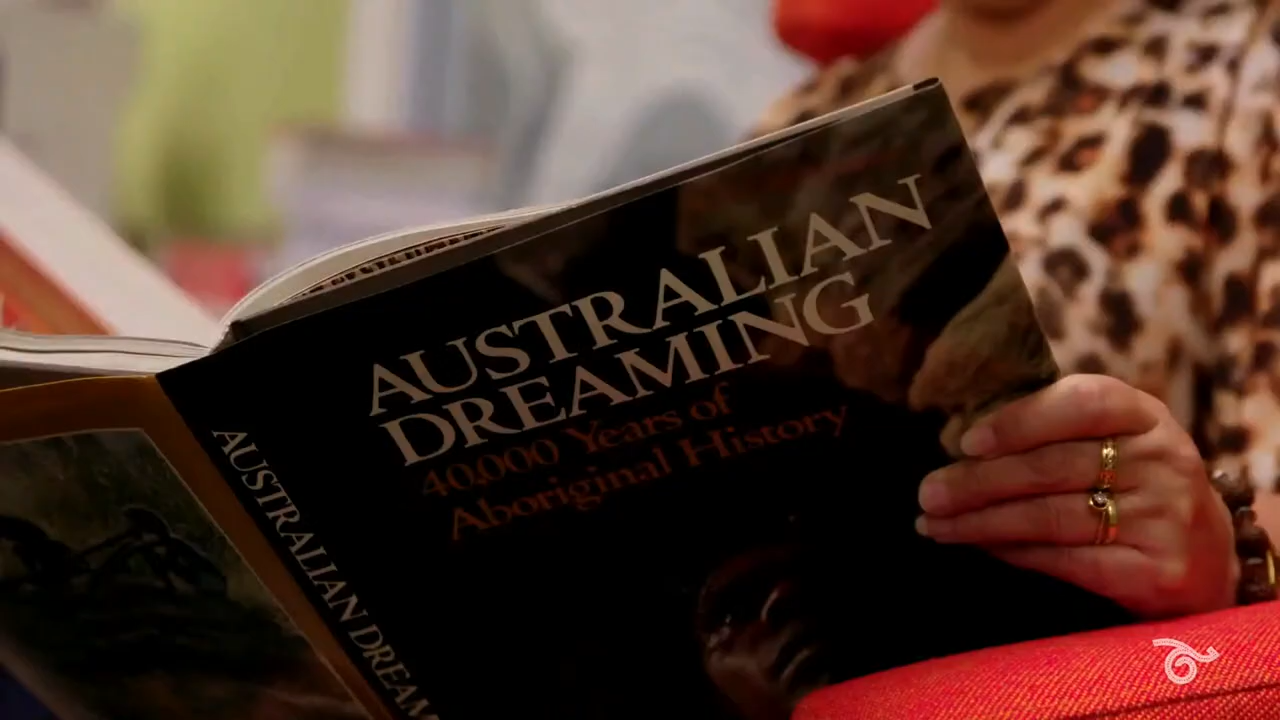 AUSTRALIAN
DREAMING
40,000 Years of
Aboriginal History
AUSTRALIAN DREAM